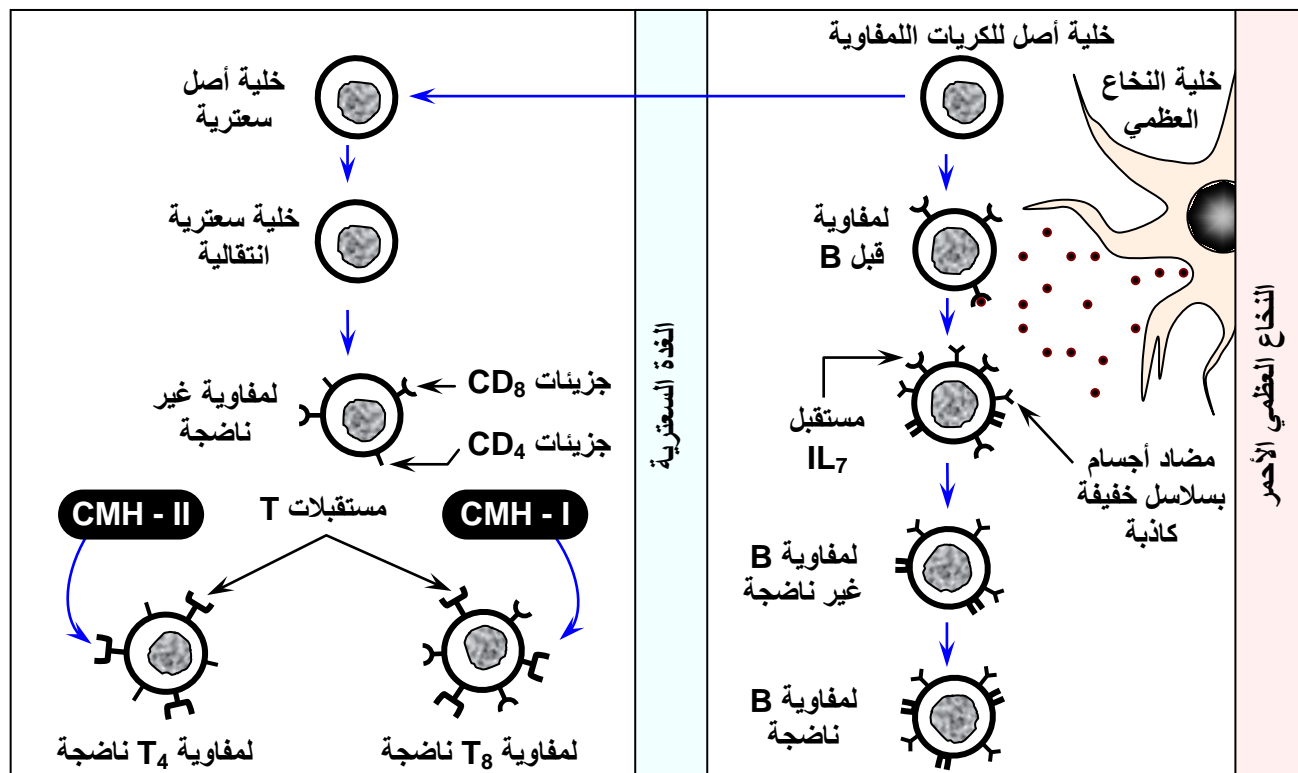 خلية أصل للكريات اللمفاوية
خلية النخاع
العظمي
لمفاوية
قبل B
مستقبل
IL7
مضاد أجسام
بسلاسل خفيفة
كاذبة
لمفاوية B
غير ناضجة
لمفاوية B
ناضجة
النخاع العظمي الأحمر
الغدة السعترية
خلية أصل
سعترية
خلية سعترية
انتقالية
لمفاوية غير
ناضجة
جزيئات CD8
جزيئات CD4
مستقبلات T
CMH - I
CMH - II
لمفاوية T8 ناضجة
لمفاوية T4 ناضجة